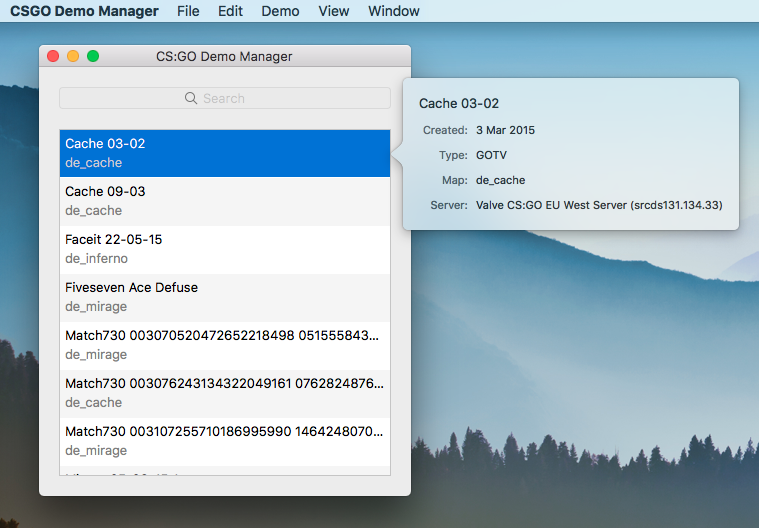 CSGO Demo Manager File Edit Demo View Window
CS:GO Demo Manager
Search
Cache 03-02
de_cache
Cache 09-03
de_cache
Faceit 22-05-15
de_inferno
Fiveseven Ace Defuse
de_mirage
Match730 003070520472652218498 051555843...
de_mirage
Match730 003076243134322049161 0762824876...
de_cache
Match730 003107255710186995990 1464248070...
de_mirage
Cache 03-02
Created: 3 Mar 2015
Type: GOTV
Map: de_cache
Server: Valve CS:GO EU West Server (srcds131.134.33)